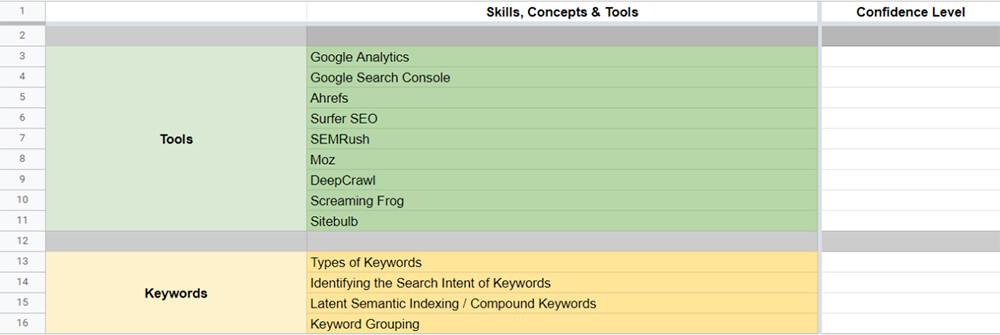 1 Skills, Concepts & Tools Confidence Level
2
3 Google Analytics
4 Google Search Console
5 Ahrefs
6 Surfer SEO
7 Tools SEMRush
8 Moz
9 DeepCrawl
10 Screaming Frog
11 Sitebulb
12
13 Types of Keywords
14 Identifying the Search Intent of Keywords
Keywords
15 Latent Semantic Indexing / Compound Keywords
16 Keyword Grouping